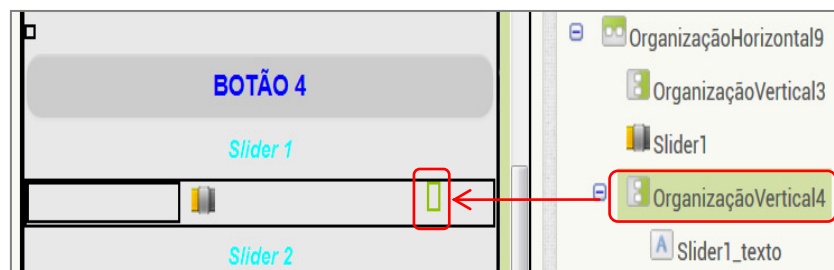 BOTÃO 4
Slider 1
Slider 2
OrganizaçãoHorizontal9
OrganizaçãoVertical3
Slider1
OrganizaçãoVertical4
A Slider1_texto